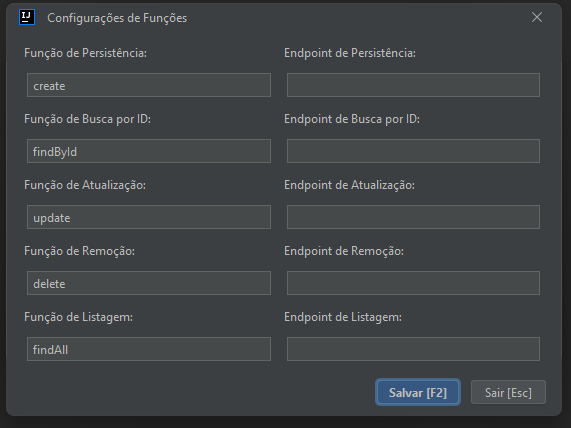 IJ
Configurações de Funções
Função de Persistência: Endpoint de Persistência:
create
Função de Busca por ID: Endpoint de Busca por ID:
findById
Função de Atualização: Endpoint de Atualização:
update
Função de Remoção: Endpoint de Remoção:
delete
Função de Listagem: Endpoint de Listagem:
findAll
Salvar [F2] Sair [Esc]